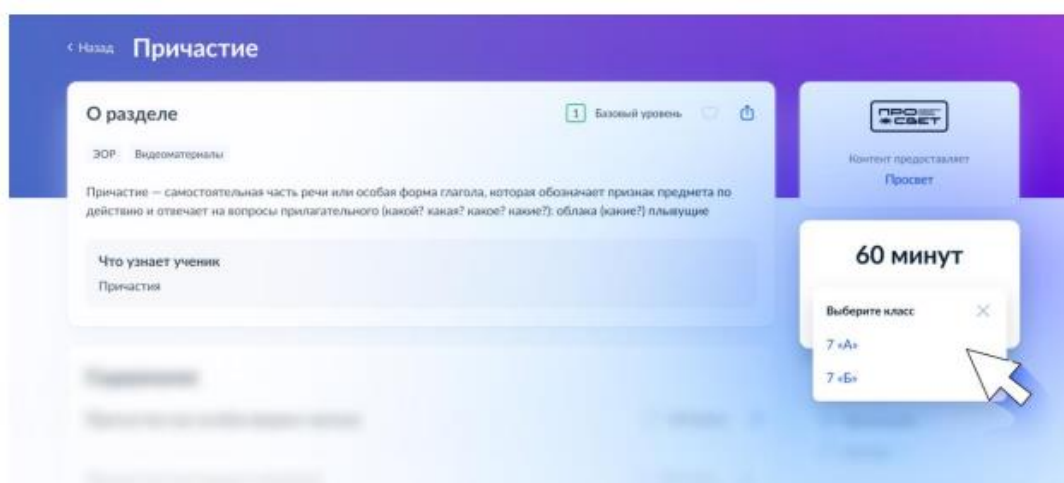 < Назад Причастие
О разделе
1 Базовый уровень
ЭОР Видеоматериалы
Причастие — самостоятельная часть речи или особая форма глагола, которая обозначает признак предмета по
действию и отвечает на вопросы прилагательного (какой? какая? какое? какие?): облака (какие?) плывущие
Что узнает ученик
Причастия
ПРО
СВЕТ
Контент предоставляет
Просвет
60 минут
Выберите класс
7 «А»
7 «Б»